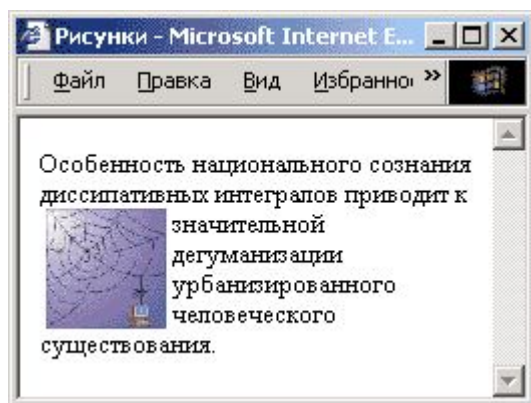 Рисунки - Microsoft Internet E...
Файл Правка Вид Избранно »
Особенность национального сознания
диссипативных интегралов приводит к
значительной
дегуманизации
урбанизированного
человеческого
существования.